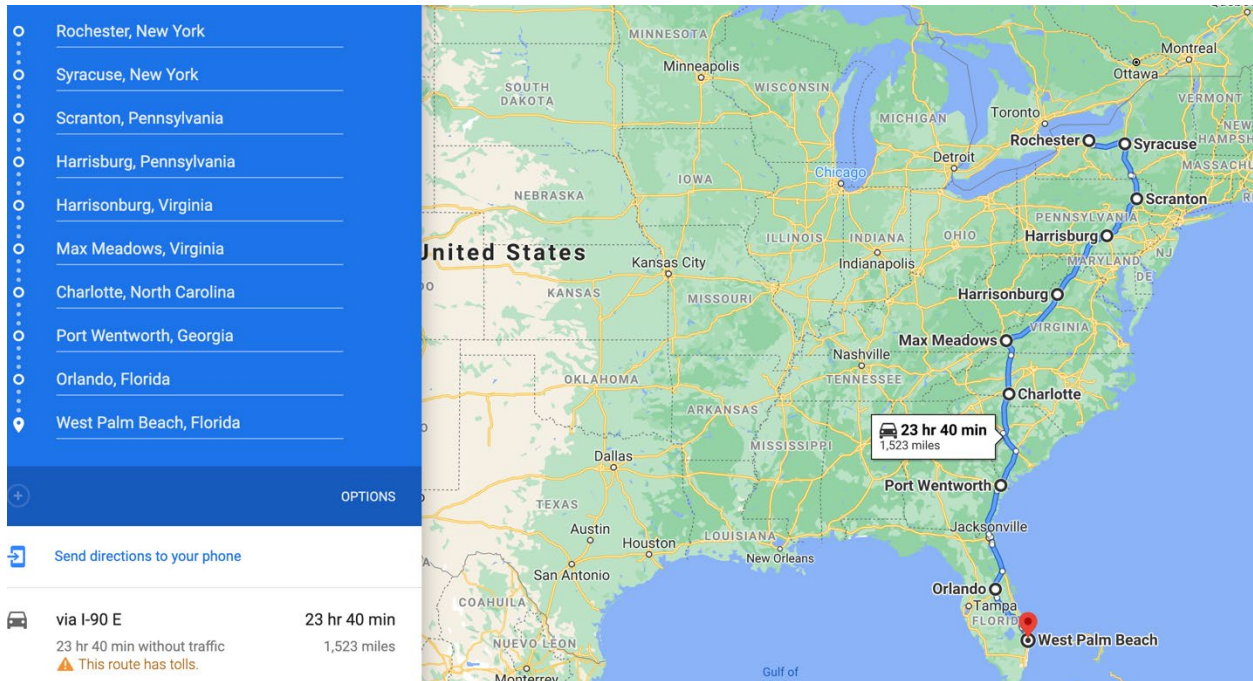 Rochester, New York
Syracuse, New York
Scranton, Pennsylvania
Harrisburg, Pennsylvania
Harrisonburg, Virginia
Max Meadows, Virginia
Charlotte, North Carolina
Port Wentworth, Georgia
Orlando, Florida
West Palm Beach, Florida
OPTIONS
Send directions to your phone
via I-90 E
23 hr 40 min
23 hr 40 min without traffic
1,523 miles
This route has tolls.
MINNESOTA
Minneapolis
SOUTH
DAKOTA
WISCONSIN
MICHIGAN
Montreal
Ottawa
Toronto
VERMONT
Rochester
Syracuse
Detroit
Chicago
IOWA
NEBRASKA
Scranton
PENNSYLVANIA
Harrisburg
MARYLAND
NJ
DE
ILLINOIS
INDIANA
OHIO
Indianapolis
United States
Kansas City
KANSAS
MISSOURI
Harrisonburg
VIRGINIA
Max Meadows
Nashville
TENNESSEE
OKLAHOMA
ARKANSAS
Charlotte
23 hr 40 min
1,523 miles
MISSISSIPPI
Dallas
Port Wentworth
TEXAS
Jacksonville
Austin
Houston
LOUISIANA
New Orleans
San Antonio
Orlando
Tampa
FLORID
COAHUILA
NUEVO LEON
West Palm Beach
Monterrey
Gulf of